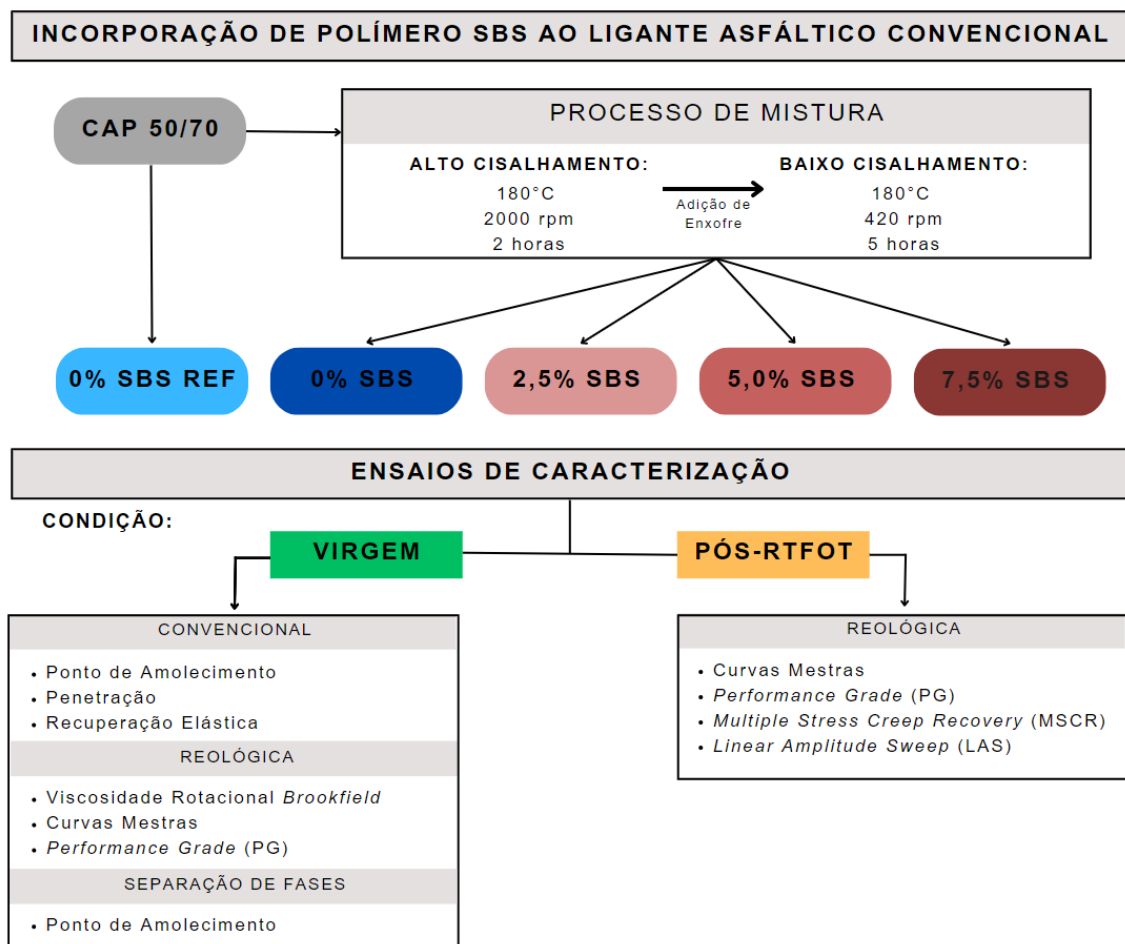 INCORPORAÇÃO DE POLÍMERO SBS AO LIGANTE ASFÁLTICO CONVENCIONAL
CAP 50/70
PROCESSO DE MISTURA
ALTO CISALHAMENTO:
180°C
2000 rpm
2 horas
Adição de
Enxofre
BAIXO CISALHAMENTO:
180°C
420 rpm
5 horas
0% SBS REF
0% SBS
2,5% SBS
5,0% SBS
7,5% SBS
ENSAIOS DE CARACTERIZAÇÃO
CONDIÇÃO:
VIRGEM
PÓS-RTFOT
CONVENCIONAL
• Ponto de Amolecimento
• Penetração
• Recuperação Elástica
REOLÓGICA
• Viscosidade Rotacional Brookfield
• Curvas Mestras
• Performance Grade (PG)
SEPARAÇÃO DE FASES
• Ponto de Amolecimento
REOLÓGICA
• Curvas Mestras
• Performance Grade (PG)
• Multiple Stress Creep Recovery (MSCR)
• Linear Amplitude Sweep (LAS)